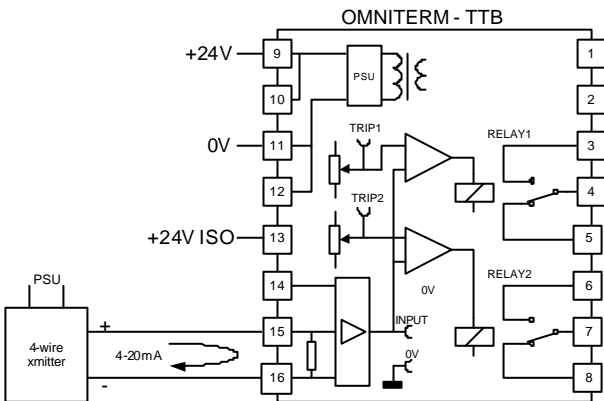 OMNITERM - TTB
+24V
9
PSU
1
10
2
TRIP1
RELAY1
0V
11
3
12
4
TRIP2
+24V ISO
13
5
14
0V
RELAY2
6
PSU
4-wire
xmitter
+
4-20mA
-
15
INPUT
7
0V
16
8